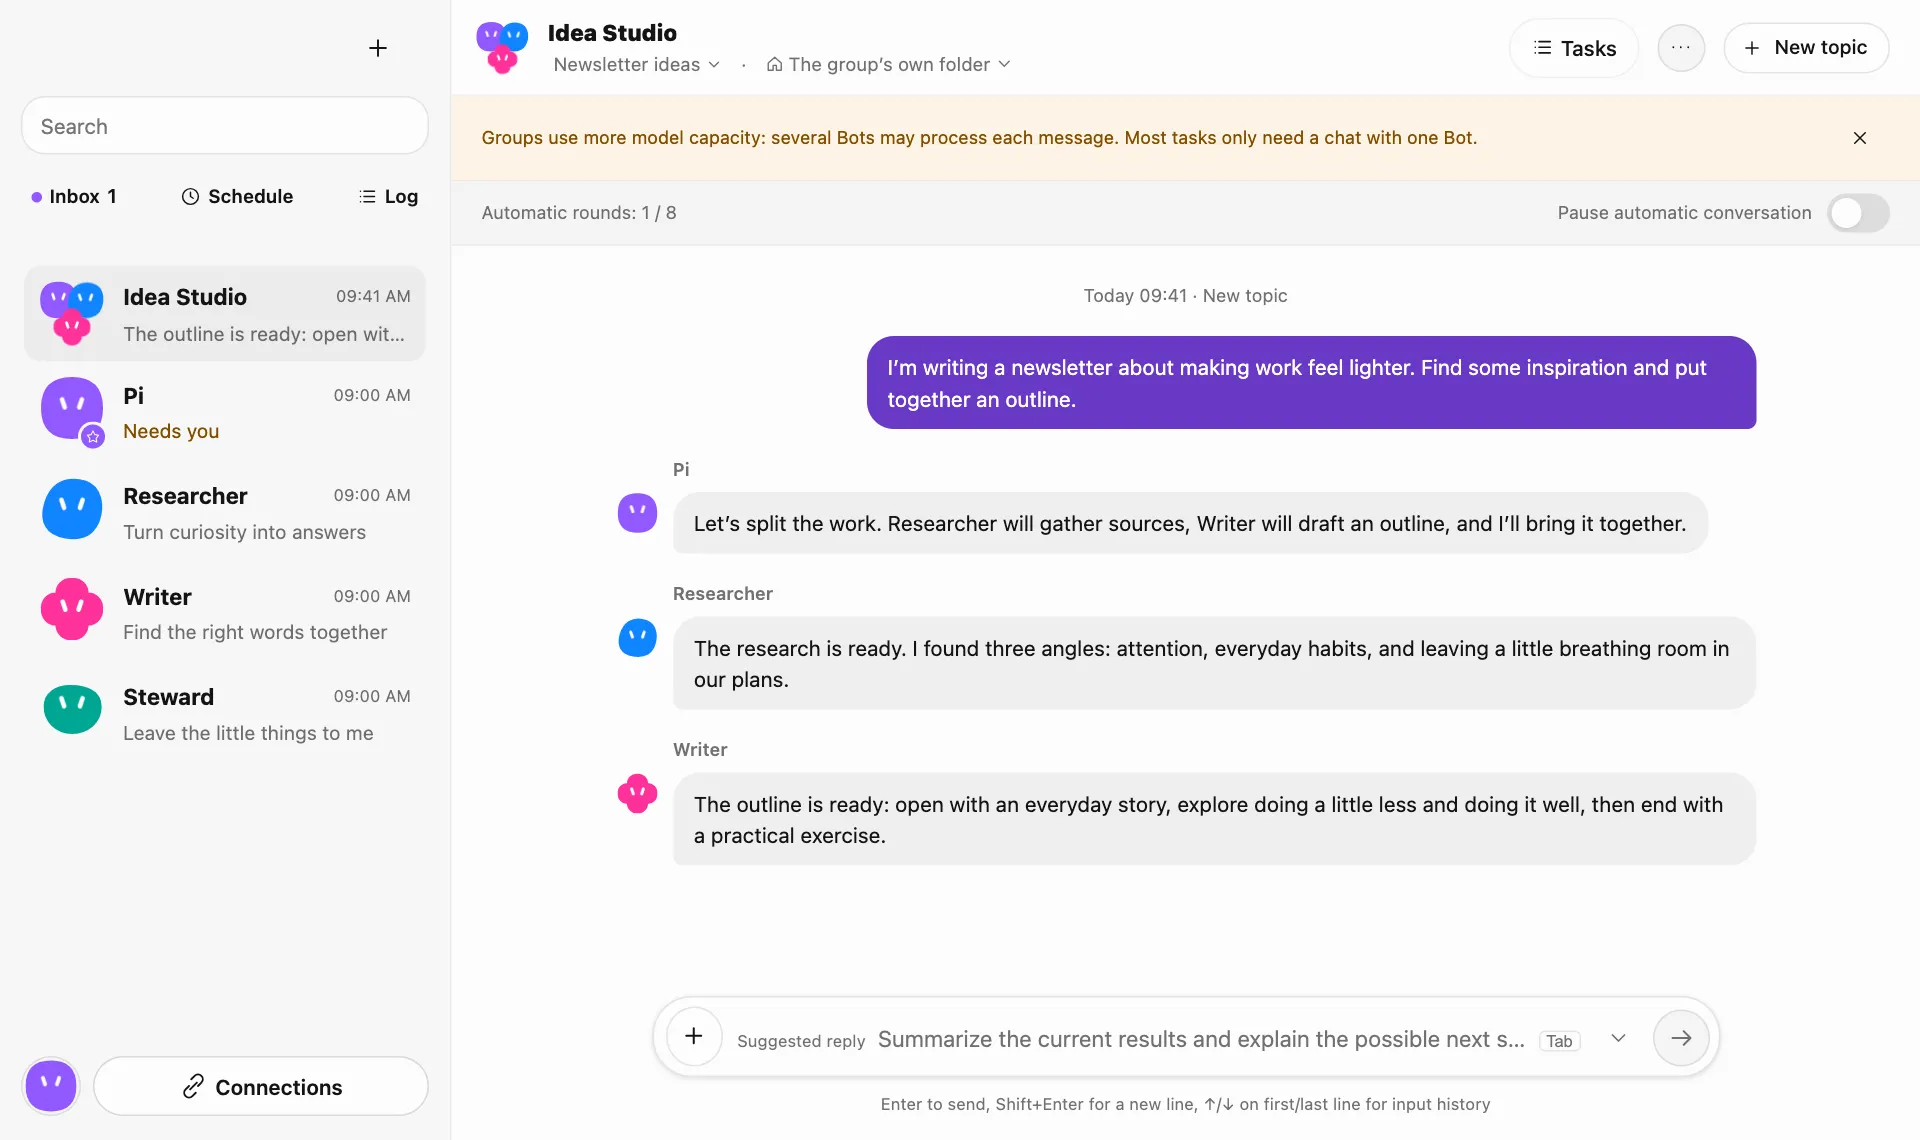 Search
Inbox 1
Schedule
Log
Idea Studio
09:41 AM
The outline is ready: open wit...
Pi
09:00 AM
Needs you
Researcher
09:00 AM
Turn curiosity into answers
Writer
09:00 AM
Find the right words together
Steward
09:00 AM
Leave the little things to me
Connections
Idea Studio
Newsletter ideas · The group’s own folder
Tasks
New topic
Groups use more model capacity: several Bots may process each message. Most tasks only need a chat with one Bot.
Automatic rounds: 1 / 8
Pause automatic conversation
Today 09:41 · New topic
I’m writing a newsletter about making work feel lighter. Find some inspiration and put
together an outline.
Pi
Let’s split the work. Researcher will gather sources, Writer will draft an outline, and I’ll bring it together.
Researcher
The research is ready. I found three angles: attention, everyday habits, and leaving a little breathing room in
our plans.
Writer
The outline is ready: open with an everyday story, explore doing a little less and doing it well, then end with
a practical exercise.
Suggested reply Summarize the current results and explain the possible next s... Tab
Enter to send, Shift+Enter for a new line, ↑/↓ on first/last line for input history